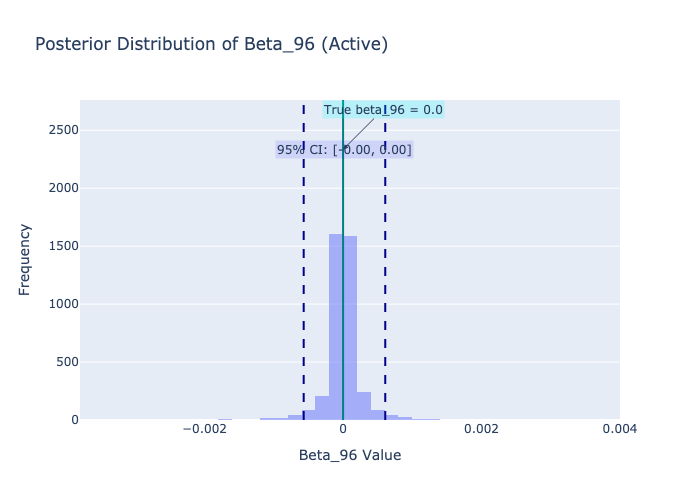 Posterior Distribution of Beta_96 (Active)
True beta_96 = 0.0
95% CI: [-0.00, 0.00]
2500
2000
1500
1000
500
0
Frequency
−0.002
0
0.002
0.004
Beta_96 Value